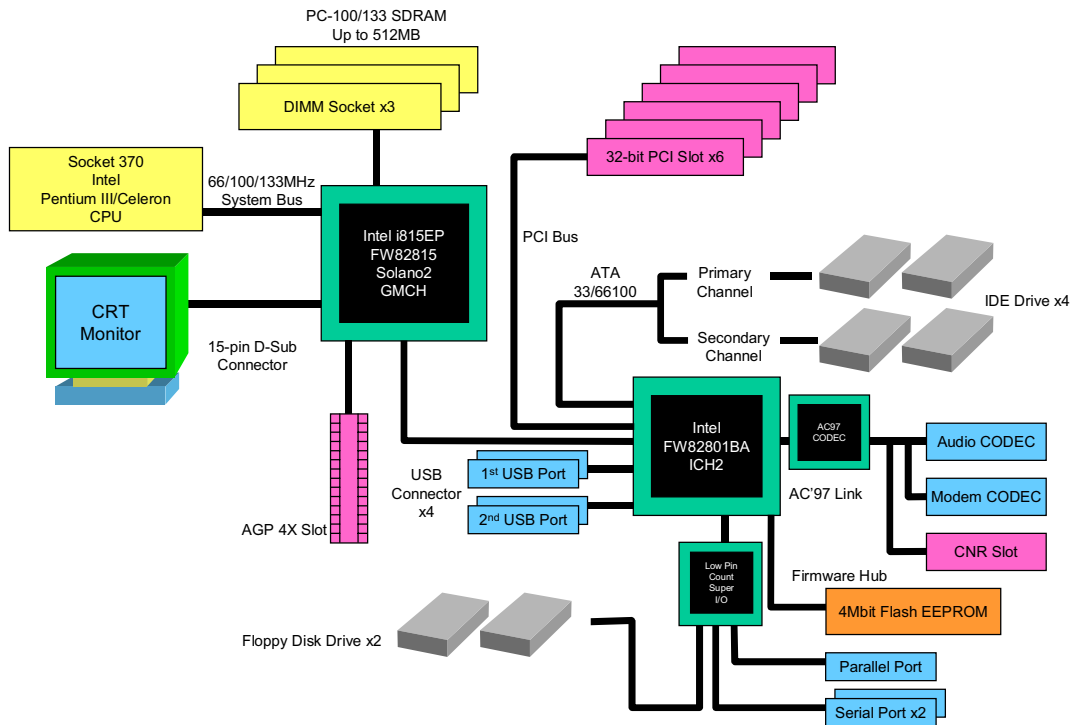 PC-100/133 SDRAM
Up to 512MB
DIMM Socket x3
32-bit PCI Slot x6
Socket 370
Intel
Pentium III/Celeron
CPU
66/100/133MHz
System Bus
Intel i815EP
FW82815
Solano2
GMCH
PCI Bus
ATA
33/66100
Primary
Channel
Secondary
Channel
IDE Drive x4
CRT
Monitor
15-pin D-Sub
Connector
Intel
FW82801BA
ICH2
AC97
CODEC
Audio CODEC
Modem CODEC
CNR Slot
AC'97 Link
USB
Connector
x4
1st USB Port
2nd USB Port
AGP 4X Slot
Low Pin
Count
Super
I/O
Firmware Hub
4Mbit Flash EEPROM
Floppy Disk Drive x2
Parallel Port
Serial Port x2